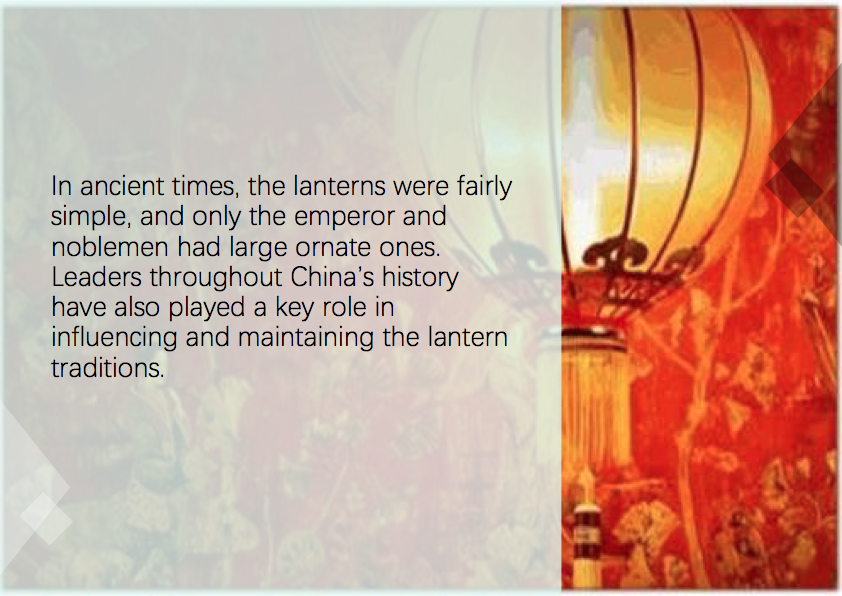 In ancient times, the lanterns were fairly
simple, and only the emperor and
noblemen had large ornate ones.
Leaders throughout China’s history
have also played a key role in
influencing and maintaining the lantern
traditions.